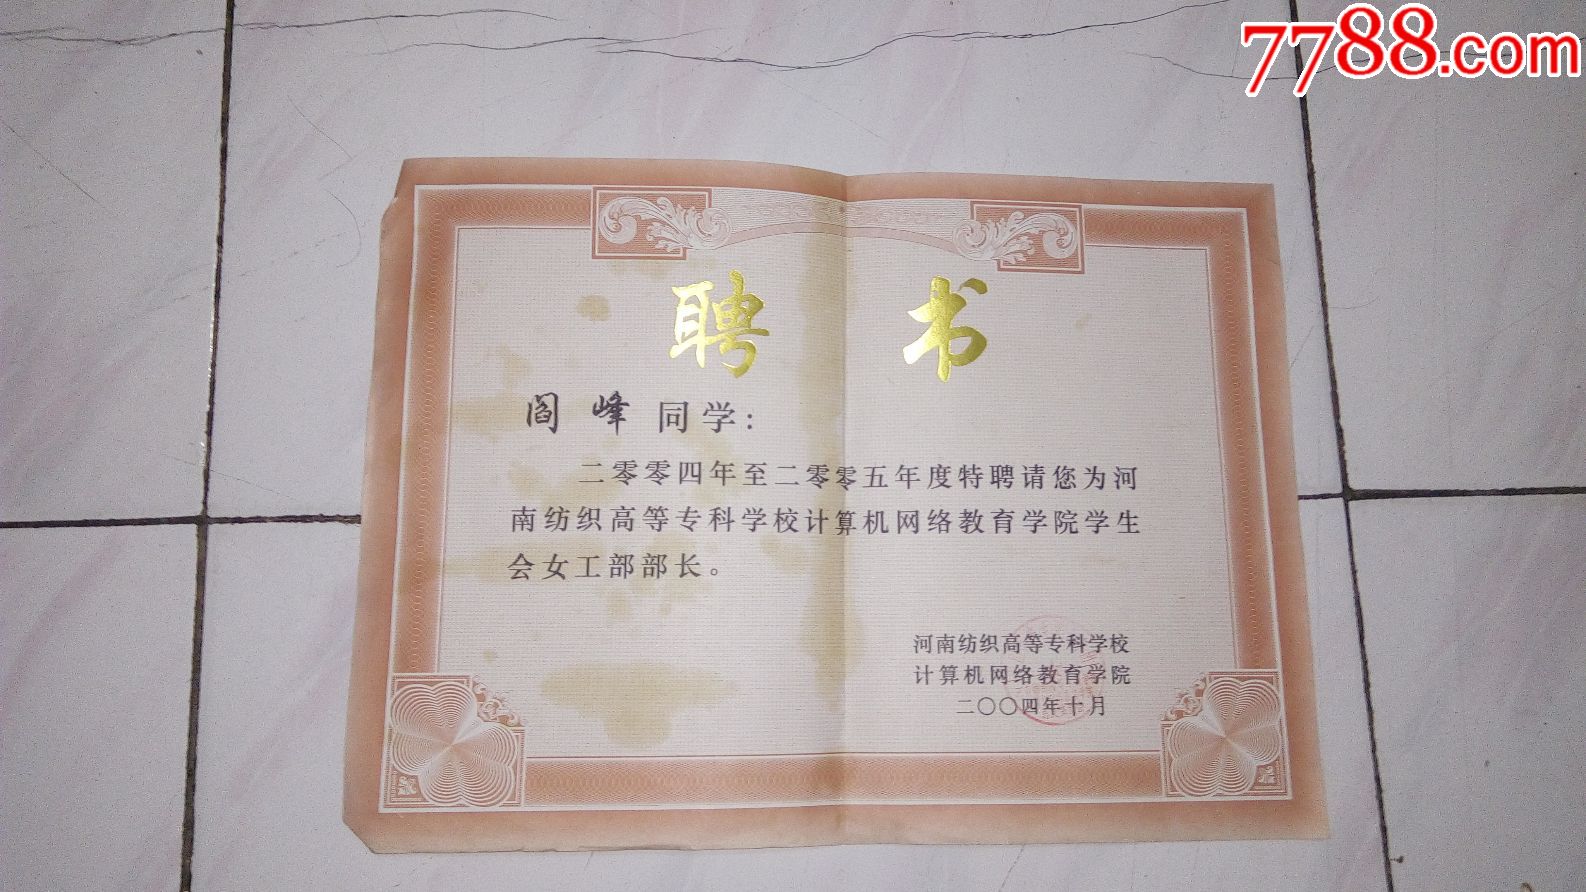 7788.com
聘 书
阎 峰 同学:
二零零四年至二零零五年度特聘请您为河
南纺织高等专科学校计算机网络教育学院学生
会女工部部长。
河南纺织高等专科学校
计算机网络教育学院
二〇〇四年十月